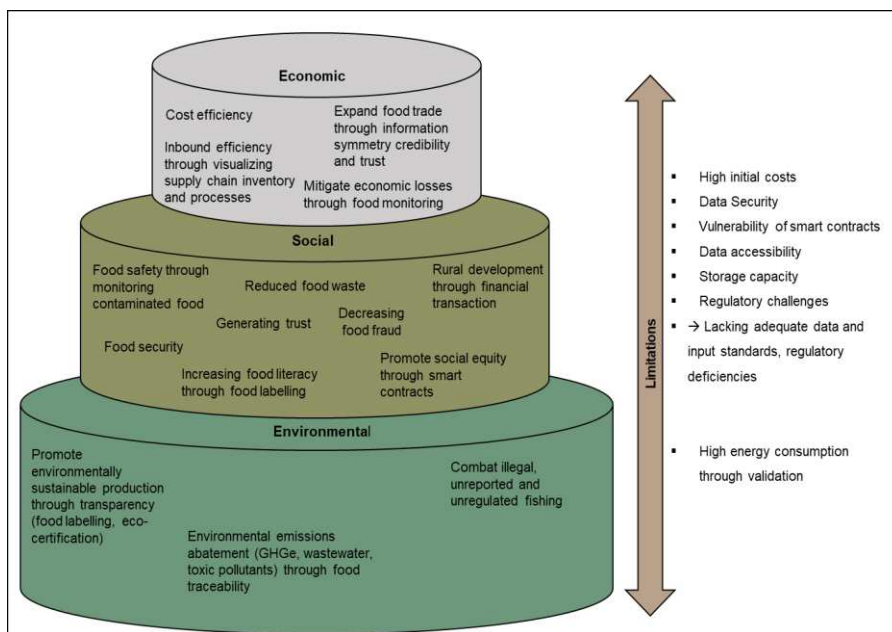 Economic
Cost efficiency
Inbound efficiency
through visualizing
supply chain inventory
and processes
Expand food trade
through information
symmetry credibility
and trust
Mitigate economic losses
through food monitoring
Social
Food safety through
monitoring
contaminated food
Reduced food waste
Rural development
through financial
transaction
Generating trust
Decreasing
food fraud
Food security
Increasing food literacy
through food labelling
Promote social equity
through smart
contracts
Environmental
Promote
environmentally
sustainable production
through transparency
(food labelling, eco-
certification)
Combat illegal,
unreported and
unregulated fishing
Environmental emissions
abatement (GHGe, wastewater,
toxic pollutants) through food
traceability
Limitations
▪ High initial costs
▪ Data Security
▪ Vulnerability of smart contracts
▪ Data accessibility
▪ Storage capacity
▪ Regulatory challenges
▪ → Lacking adequate data and
input standards, regulatory
deficiencies
▪ High energy consumption
through validation